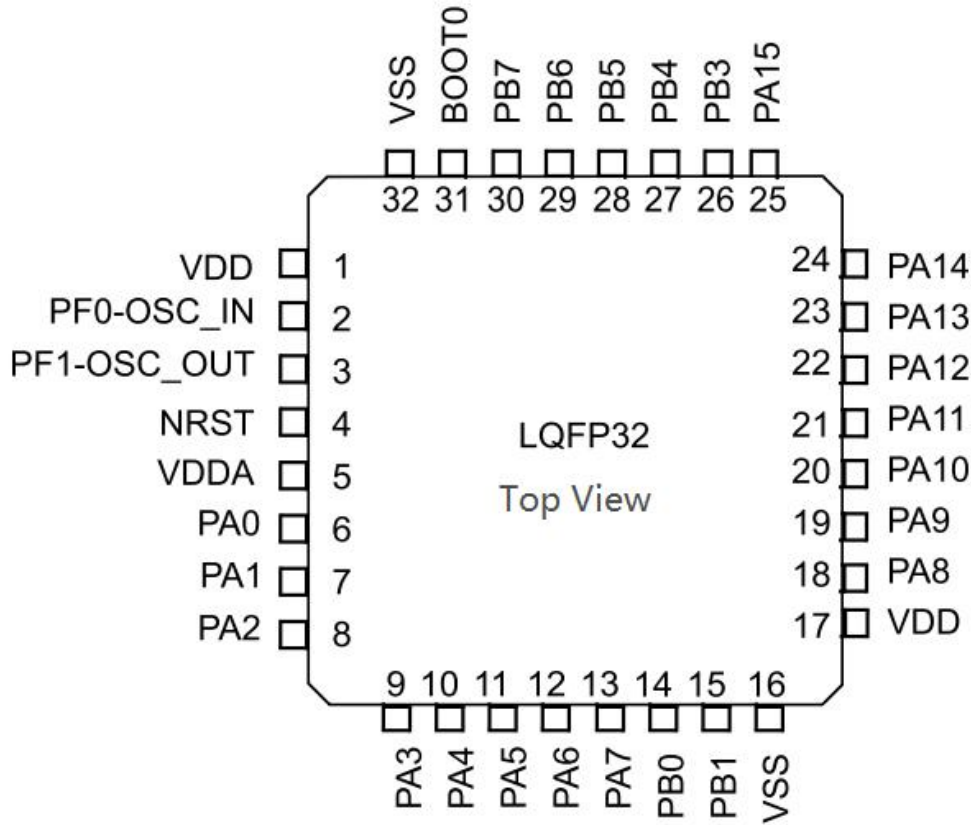 VSS BOOT0 PB7 PB6 PB5 PB4 PB3 PA15
32 31 30 29 28 27 26 25
VDD 1 24 PA14
PF0-OSC_IN 2 23 PA13
PF1-OSC_OUT 3 22 PA12
NRST 4 21 PA11
LQFP32
VDDA 5 20 PA10
Top View
PA0 6 19 PA9
PA1 7 18 PA8
PA2 8 17 VDD
9 10 11 12 13 14 15 16
PA3 PA4 PA5 PA6 PA7 PB0 PB1 VSS